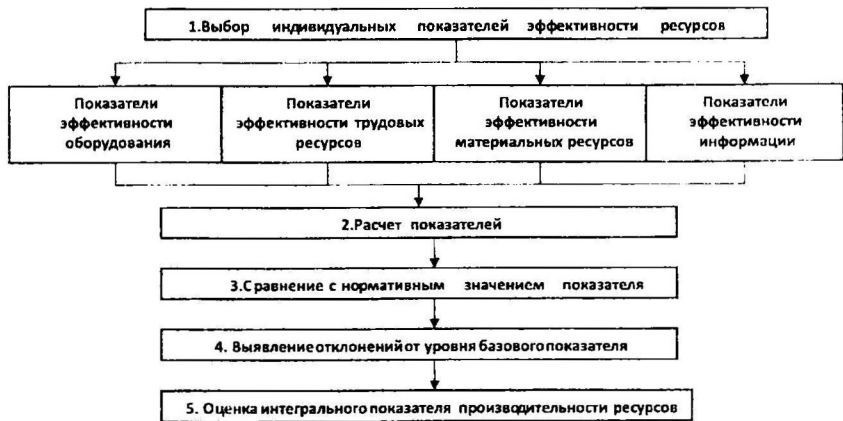 1.Выбор индивидуальных показателей эффективности ресурсов
Показатели
эффективности
оборудования
Показатели
эффективности трудовых
ресурсов
Показатели
эффективности
материальных ресурсов
Показатели
эффективности
информации
2.Расчет показателей
3.Сравнение с нормативным значением показателя
4. Выявление отклонений от уровня базового показателя
5. Оценка интегрального показателя производительности ресурсов